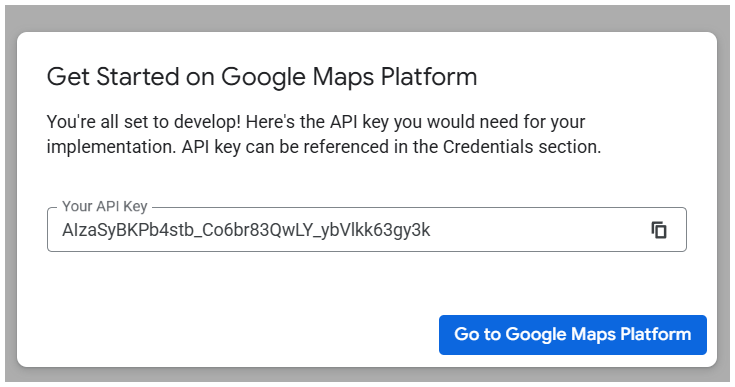 Get Started on Google Maps Platform
You're all set to develop! Here's the API key you would need for your
implementation. API key can be referenced in the Credentials section.
Your API Key
AIzaSyBKPb4stb_Co6br83QwLY_ybVlkk63gy3k
Go to Google Maps Platform